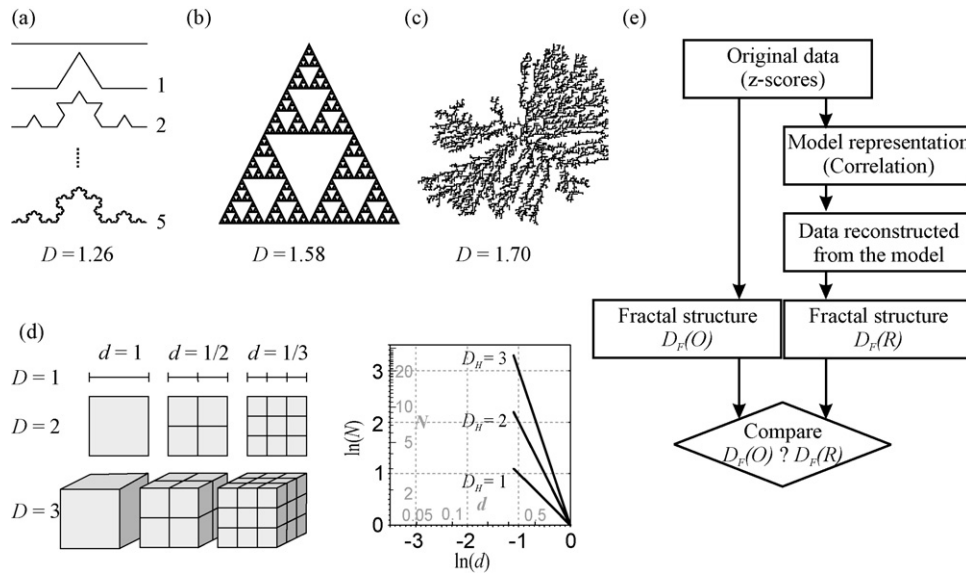 (a)
1
2
5
D = 1.26
(b)
D = 1.58
(c)
D = 1.70
(d)
d = 1 d = 1/2 d = 1/3
D = 1
D = 2
D = 3
ln(N)
3
2
1
0
20
10
5
2
N
D_H = 3
D_H = 2
D_H = 1
0.05 0.1 d 0.5
-3 -2 -1 0
ln(d)
(e)
Original data
(z-scores)
Model representation
(Correlation)
Data reconstructed
from the model
Fractal structure
D_F(O)
Fractal structure
D_F(R)
Compare
D_F(O) ? D_F(R)